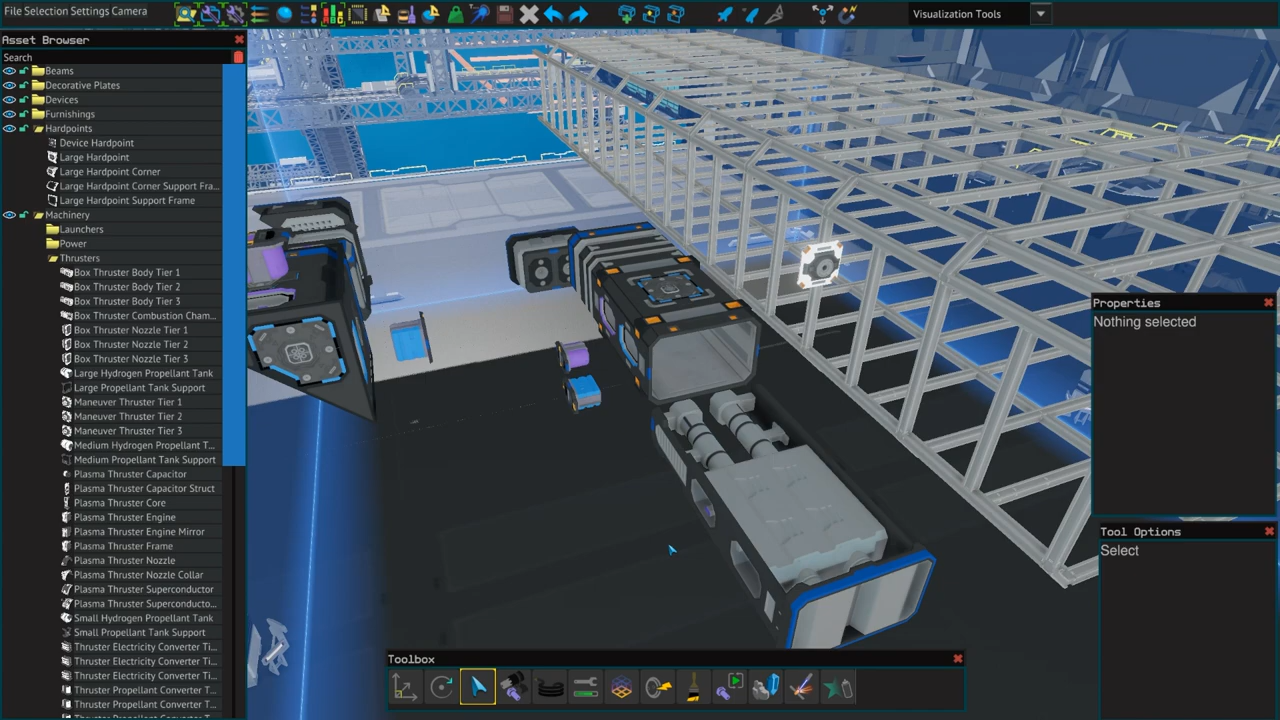 File Selection Settings Camera
Visualization Tools
Asset Browser
Search
Beams
Decorative Plates
Devices
Furnishings
Hardpoints
Device Hardpoint
Large Hardpoint
Large Hardpoint Corner
Large Hardpoint Corner Support Fra...
Large Hardpoint Support Frame
Machinery
Launchers
Power
Thrusters
Box Thruster Body Tier 1
Box Thruster Body Tier 2
Box Thruster Body Tier 3
Box Thruster Combustion Cham...
Box Thruster Nozzle Tier 1
Box Thruster Nozzle Tier 2
Box Thruster Nozzle Tier 3
Large Hydrogen Propellant Tank
Large Propellant Tank Support
Maneuver Thruster Tier 1
Maneuver Thruster Tier 2
Maneuver Thruster Tier 3
Medium Hydrogen Propellant T...
Medium Propellant Tank Support
Plasma Thruster Capacitor
Plasma Thruster Capacitor Struct
Plasma Thruster Core
Plasma Thruster Engine
Plasma Thruster Engine Mirror
Plasma Thruster Frame
Plasma Thruster Nozzle
Plasma Thruster Nozzle Collar
Plasma Thruster Superconductor
Plasma Thruster Superconducto...
Small Hydrogen Propellant Tank
Small Propellant Tank Support
Thruster Electricity Converter Ti...
Thruster Electricity Converter Ti...
Thruster Electricity Converter Ti...
Thruster Propellant Converter T...
Thruster Propellant Converter T...
Thruster Propellant Converter T...
Properties
Nothing selected
Tool Options
Select
Toolbox